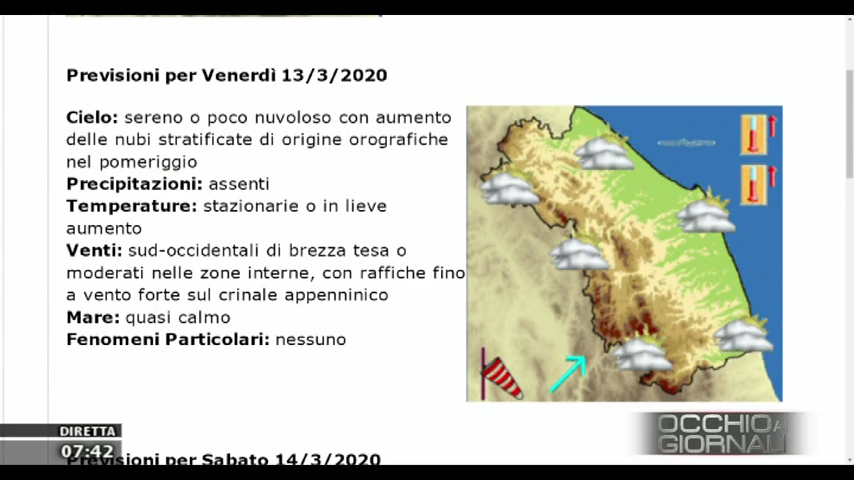 Previsioni per Venerdì 13/3/2020
Cielo: sereno o poco nuvoloso con aumento
delle nubi stratificate di origine orografiche
nel pomeriggio
Precipitazioni: assenti
Temperature: stazionarie o in lieve
aumento
Venti: sud-occidentali di brezza tesa o
moderati nelle zone interne, con raffiche fino
a vento forte sul crinale appenninico
Mare: quasi calmo
Fenomeni Particolari: nessuno
DIRETTA
07:42
OCCHIO AI
GIORNALI
Previsioni per Sabato 14/3/2020